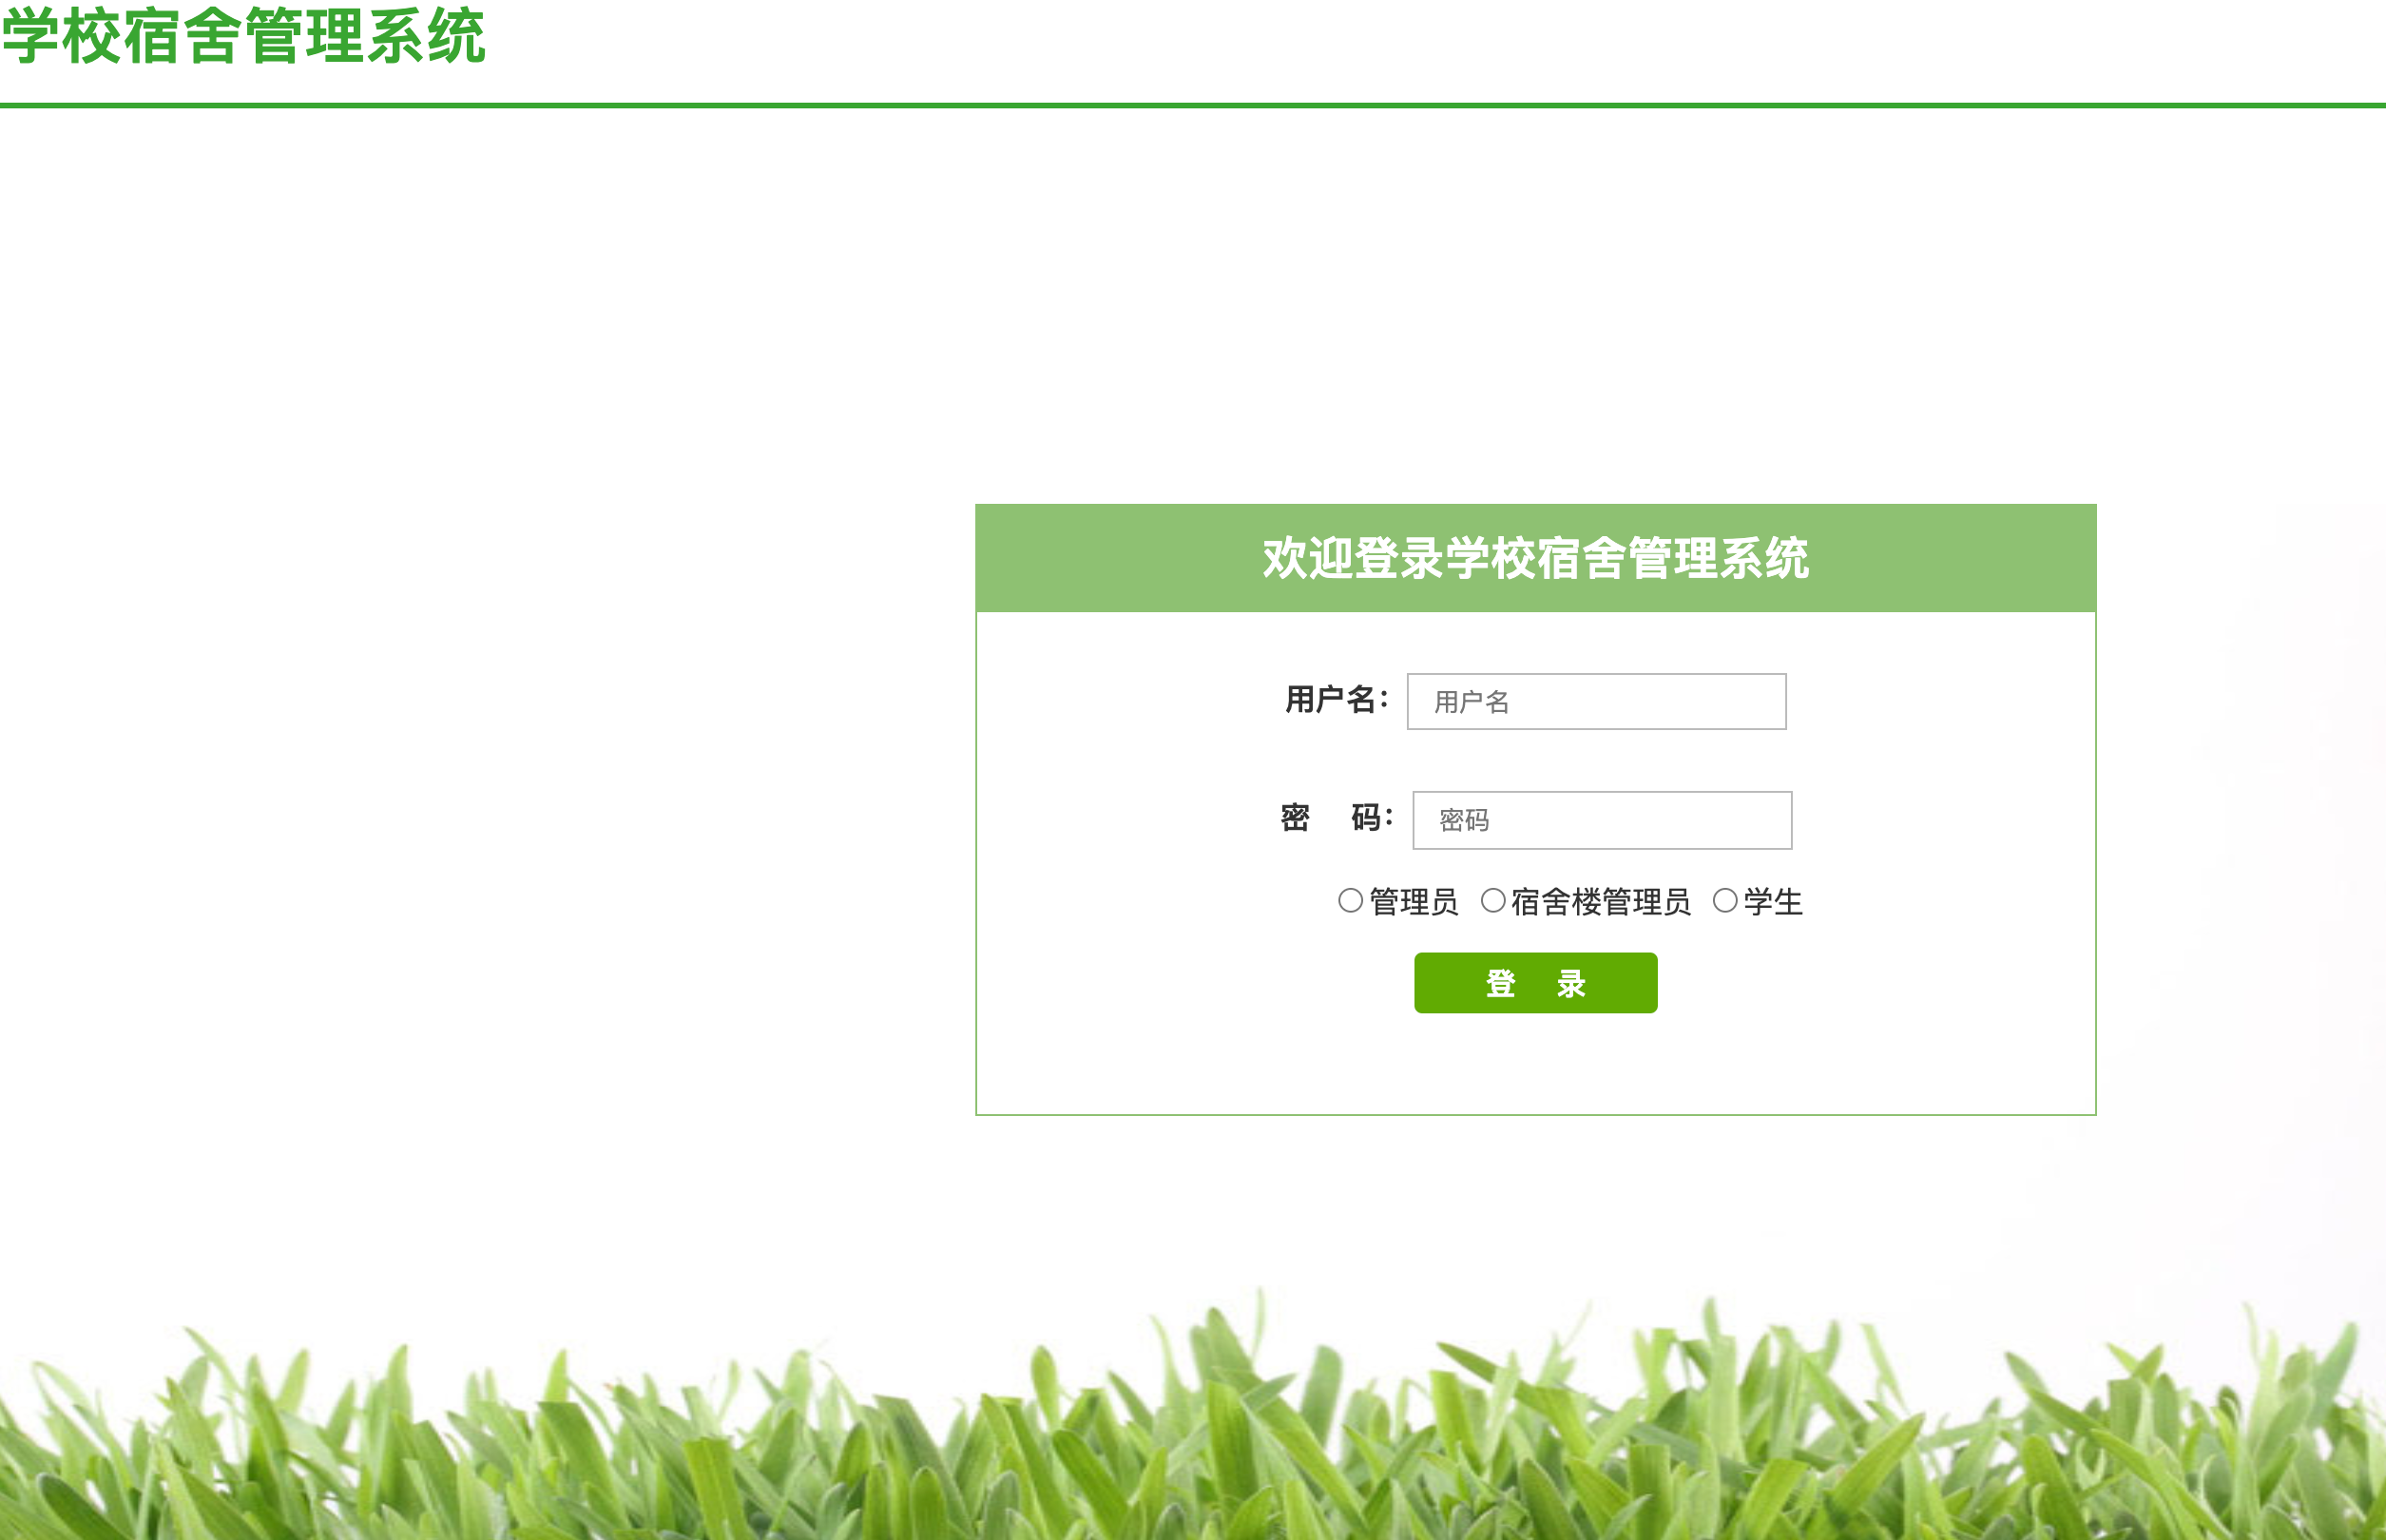 学校宿舍管理系统
欢迎登录学校宿舍管理系统
用户名： 用户名
密 码： 密码
管理员 宿舍楼管理员 学生
登 录